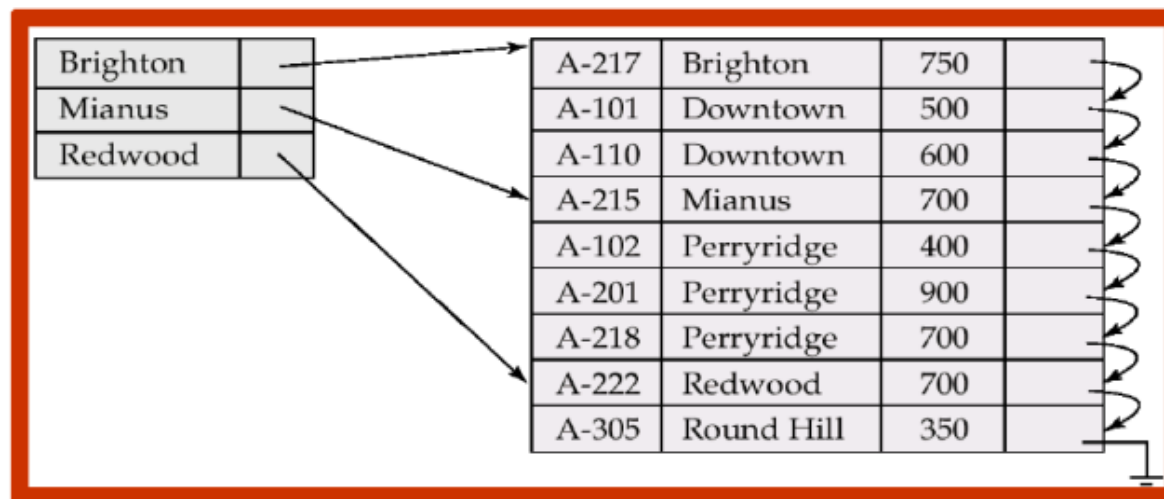 Brighton
Mianus
Redwood
A-217 Brighton 750
A-101 Downtown 500
A-110 Downtown 600
A-215 Mianus 700
A-102 Perryridge 400
A-201 Perryridge 900
A-218 Perryridge 700
A-222 Redwood 700
A-305 Round Hill 350